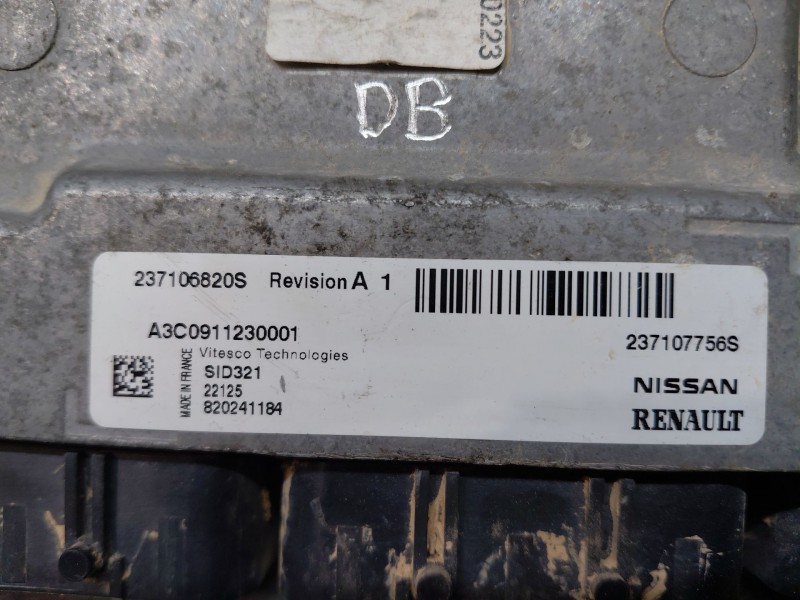 0223
DB
237106820S Revision A 1
A3C0911230001
237107756S
MADE IN FRANCE
Vitesco Technologies
SID321
22125
820241184
NISSAN
RENAULT